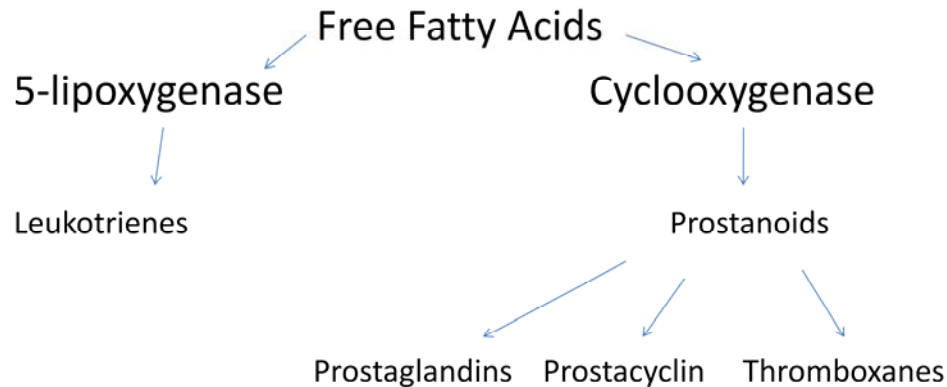 Free Fatty Acids
5-lipoxygenase Cyclooxygenase
Leukotrienes Prostanoids
Prostaglandins Prostacyclin Thromboxanes